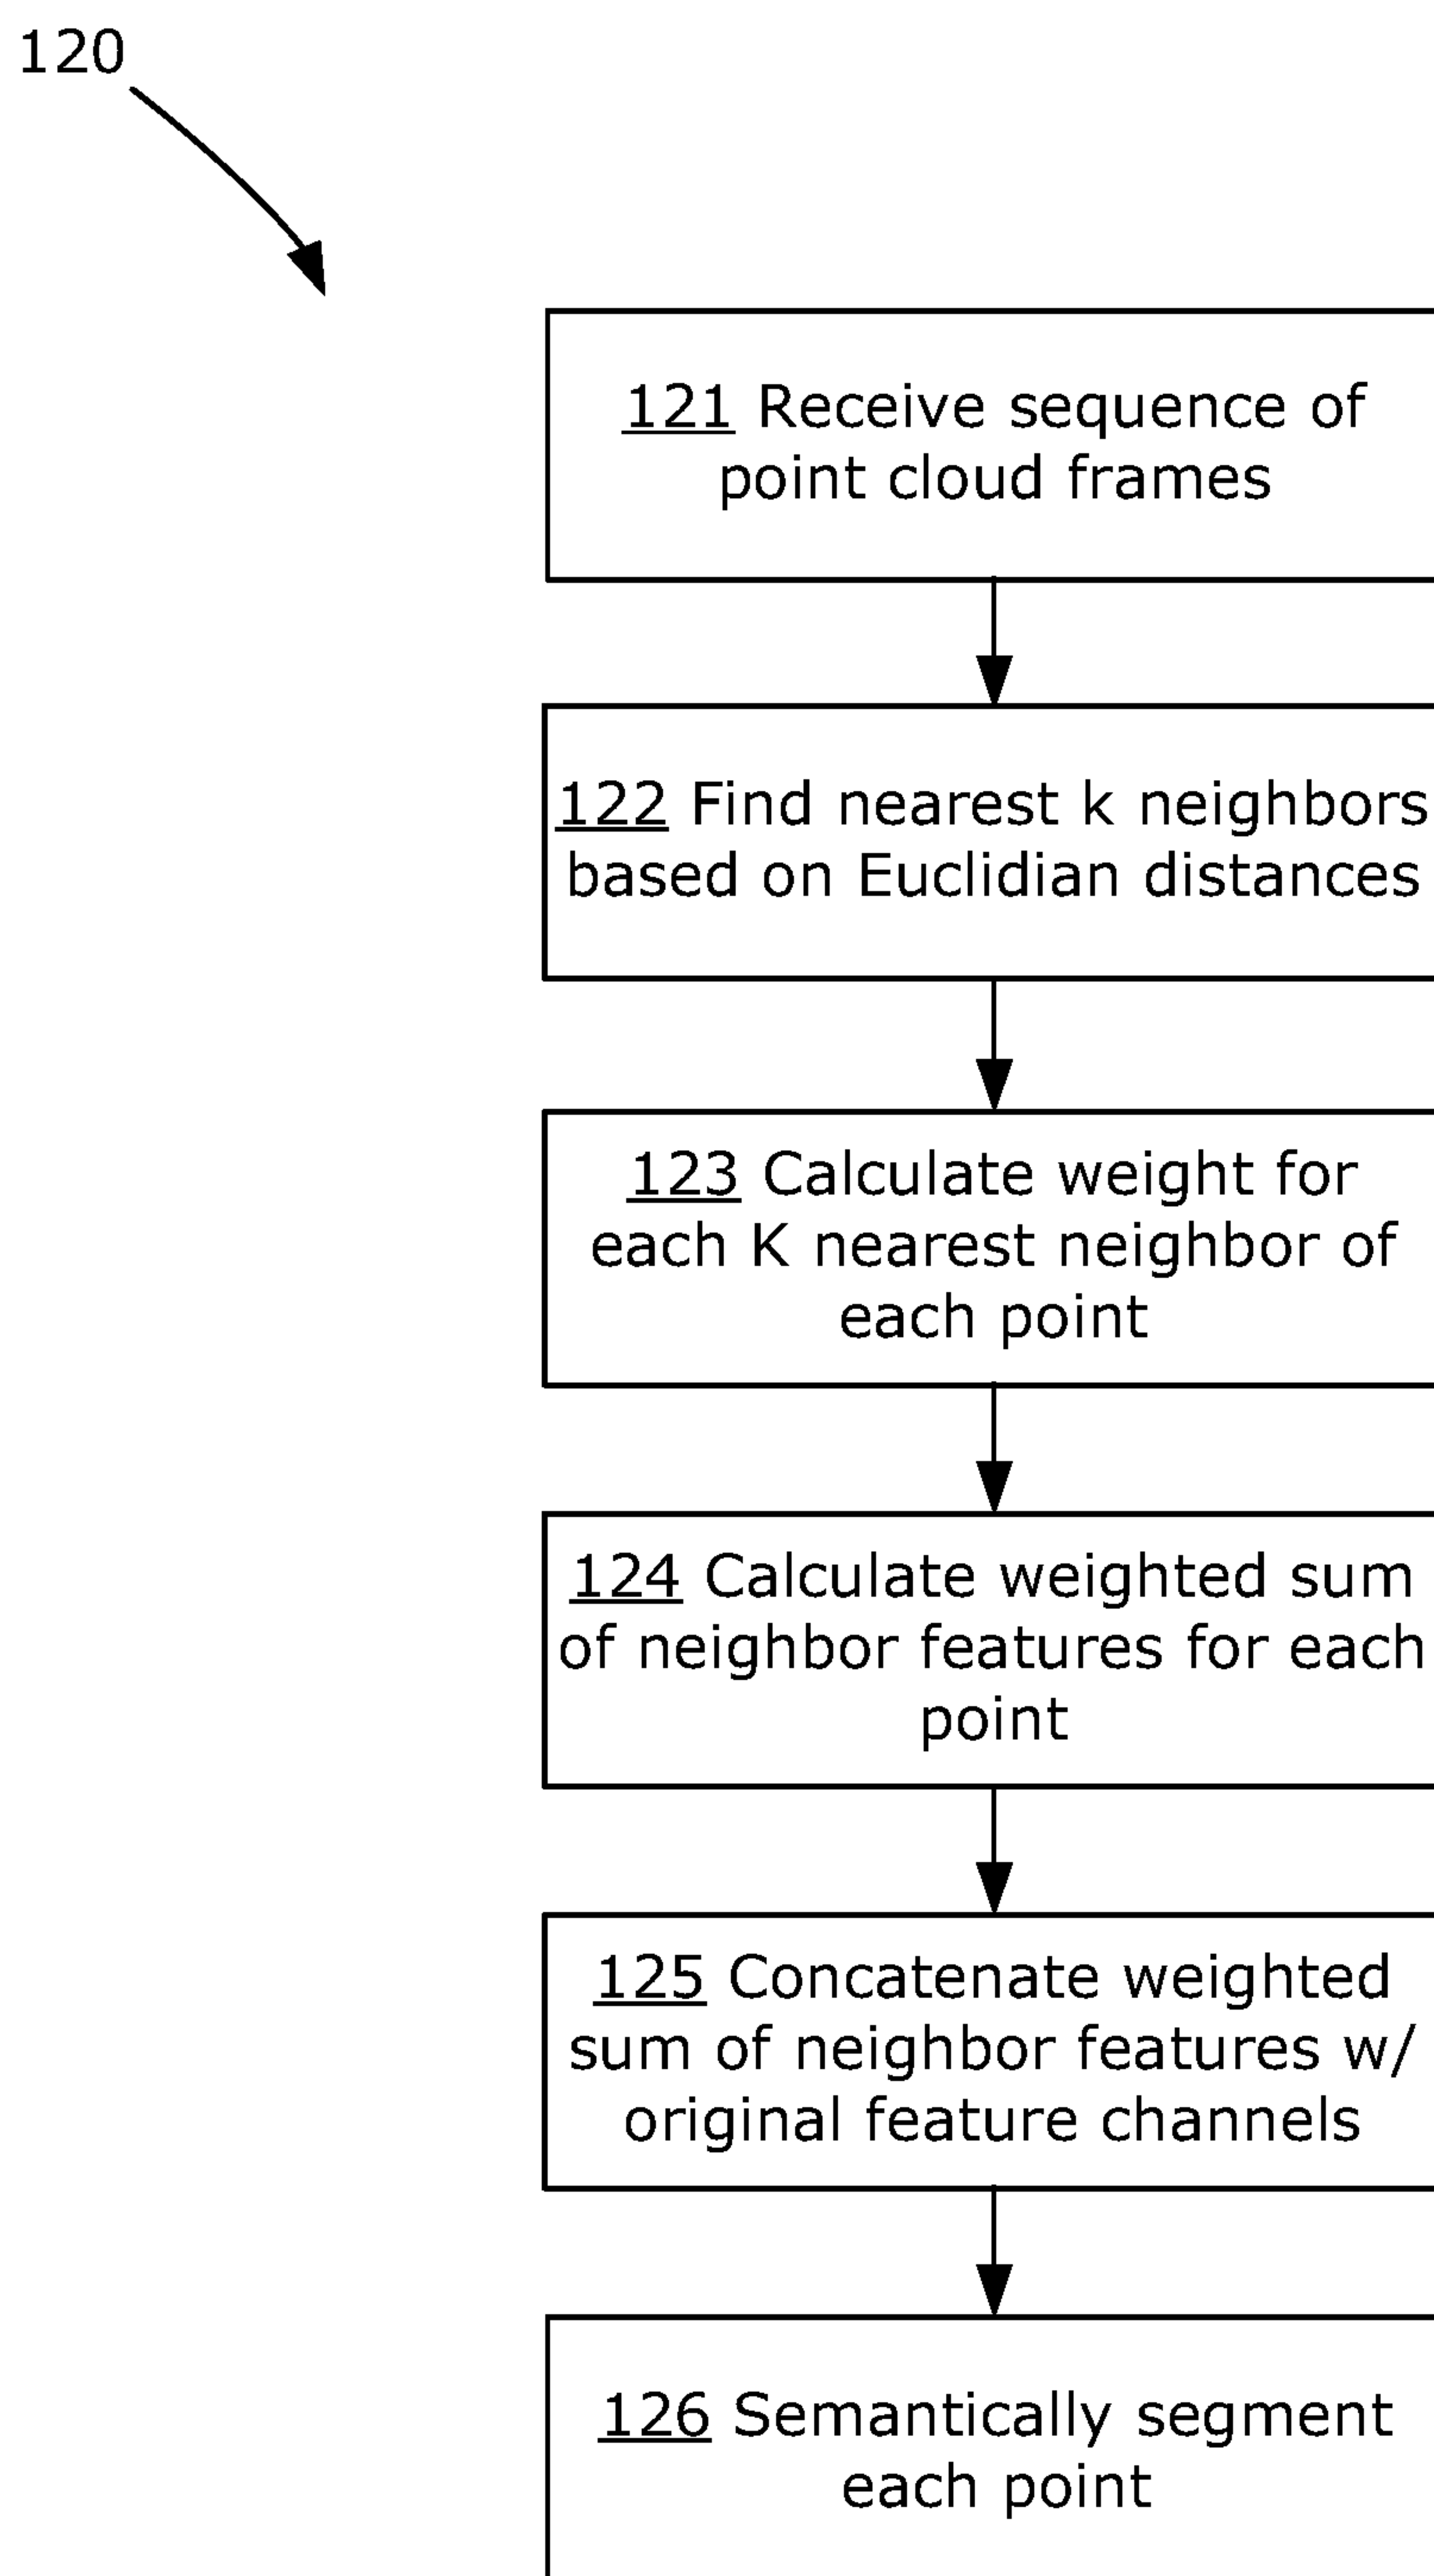 120
121 Receive sequence of
point cloud frames
122 Find nearest k neighbors
based on Euclidian distances
123 Calculate weight for
each K nearest neighbor of
each point
124 Calculate weighted sum
of neighbor features for each
point
125 Concatenate weighted
sum of neighbor features w/
original feature channels
126 Semantically segment
each point